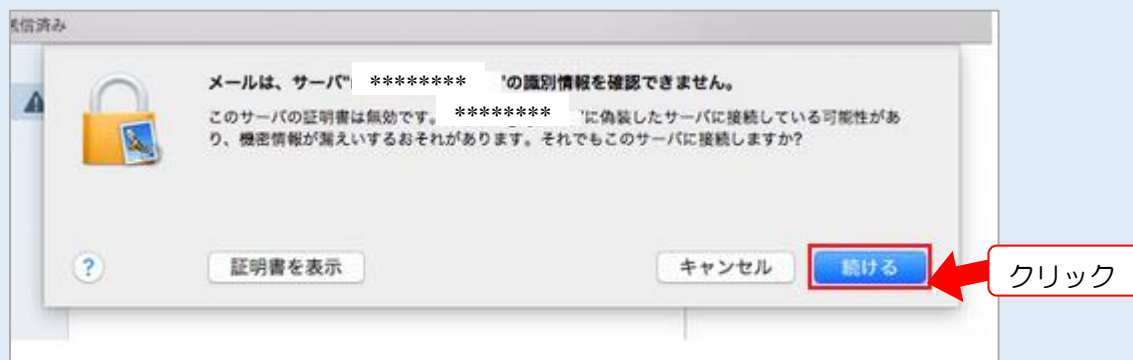 送信済み
メールは、サーバ" ******** "の識別情報を確認できません。
このサーバの証明書は無効です。 ******** "に偽装したサーバに接続している可能性があ
り、機密情報が漏えいするおそれがあります。それでもこのサーバに接続しますか?
?
証明書を表示
キャンセル
続ける
クリック